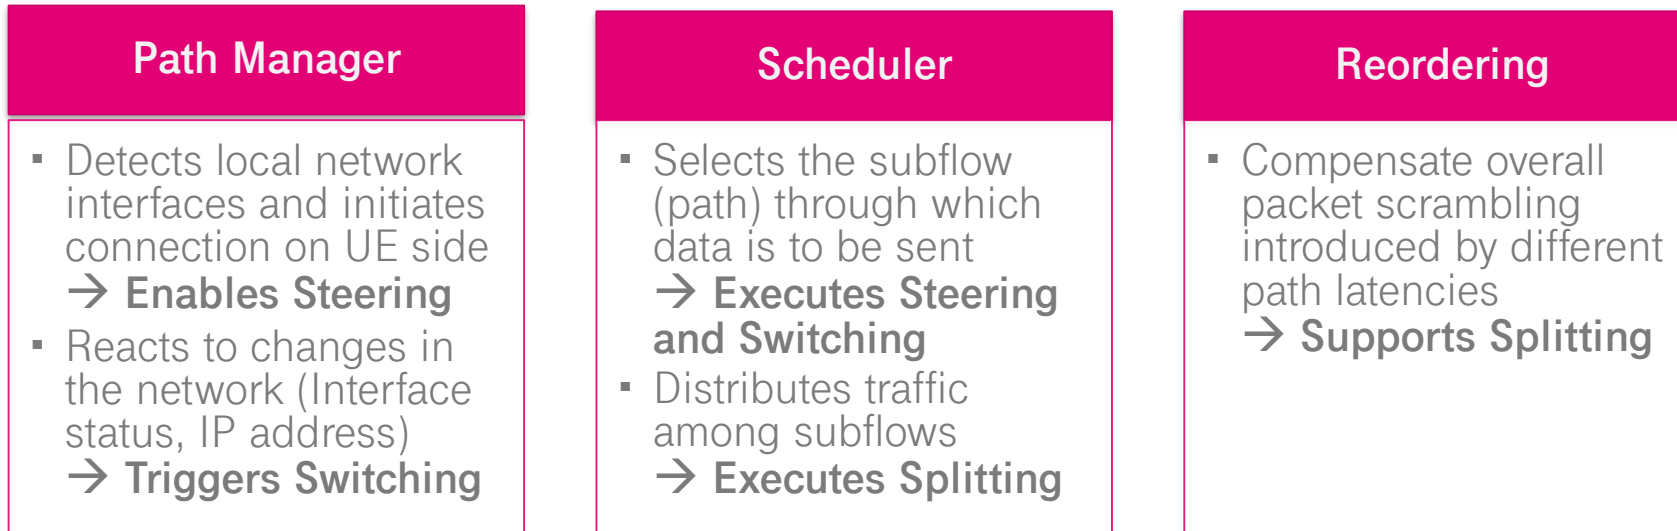 Path Manager
▪ Detects local network
interfaces and initiates
connection on UE side
→ Enables Steering
▪ Reacts to changes in
the network (Interface
status, IP address)
→ Triggers Switching
Scheduler
▪ Selects the subflow
(path) through which
data is to be sent
→ Executes Steering
and Switching
▪ Distributes traffic
among subflows
→ Executes Splitting
Reordering
▪ Compensate overall
packet scrambling
introduced by different
path latencies
→ Supports Splitting